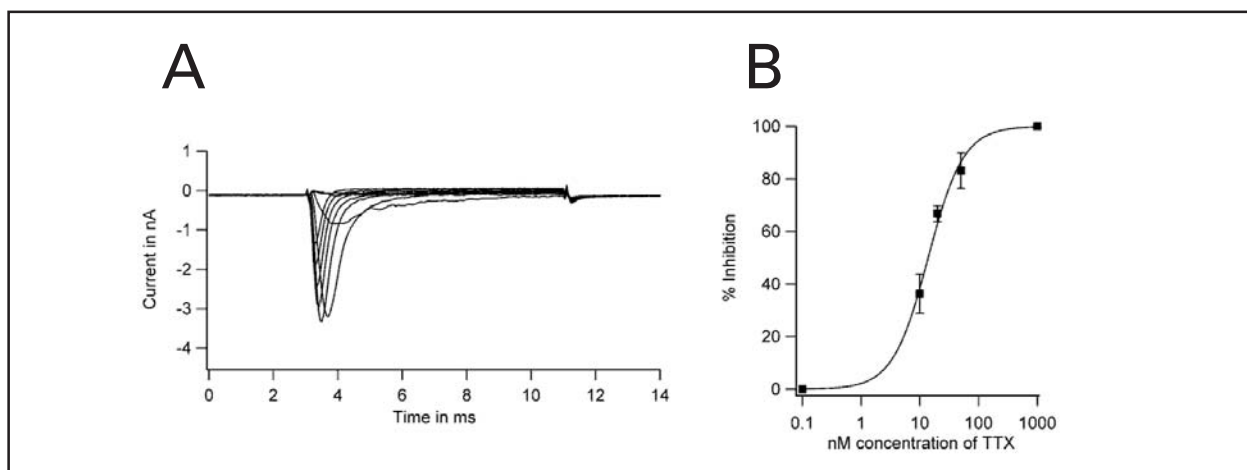 A
B
1
0
-1
-2
-3
-4
Current in nA
0 2 4 6 8 10 12 14
Time in ms
100
80
60
40
20
0
% Inhibition
0.1 1 10 100 1000
nM concentration of TTX